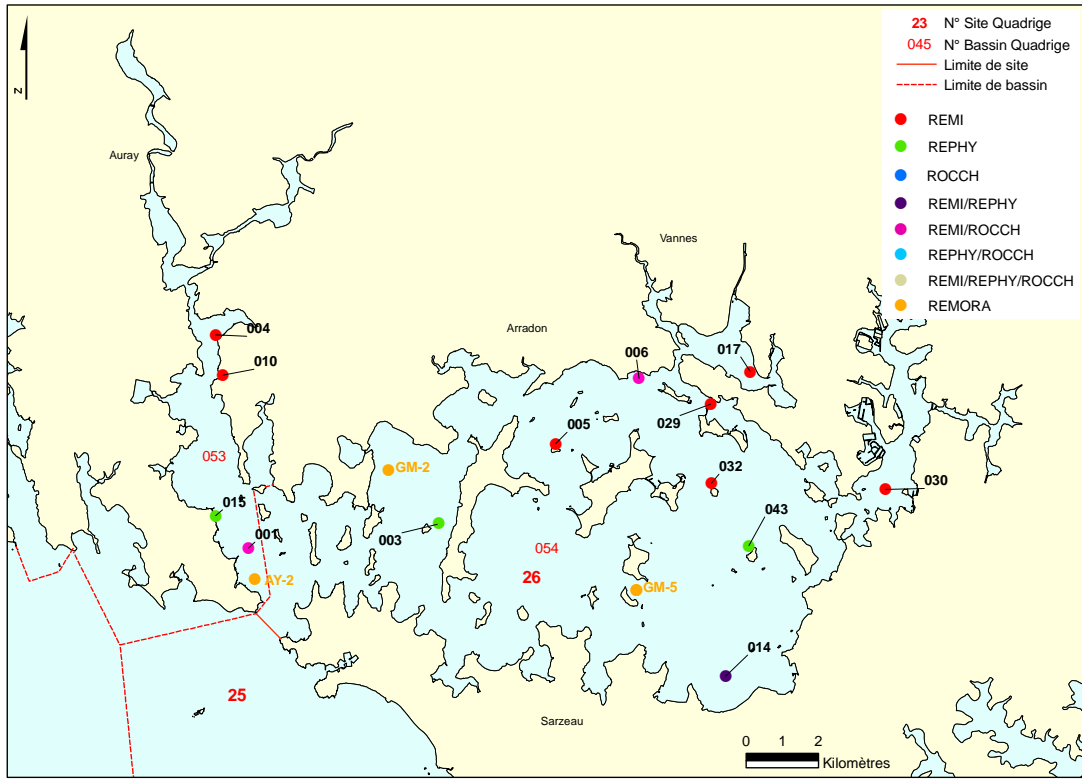 23 N° Site Quadrige
045 N° Bassin Quadrige
Limite de site
Limite de bassin
REMI
REPHY
ROCCH
REMI/REPHY
REMI/ROCCH
REPHY/ROCCH
REMI/REPHY/ROCCH
REMORA
N
Auray
Vannes
Arradon
004
010
006
017
029
005
053
GM-2
032
030
015
001
003
043
054
26
AY-2
GM-5
014
25
Sarzeau
0 1 2
Kilomètres